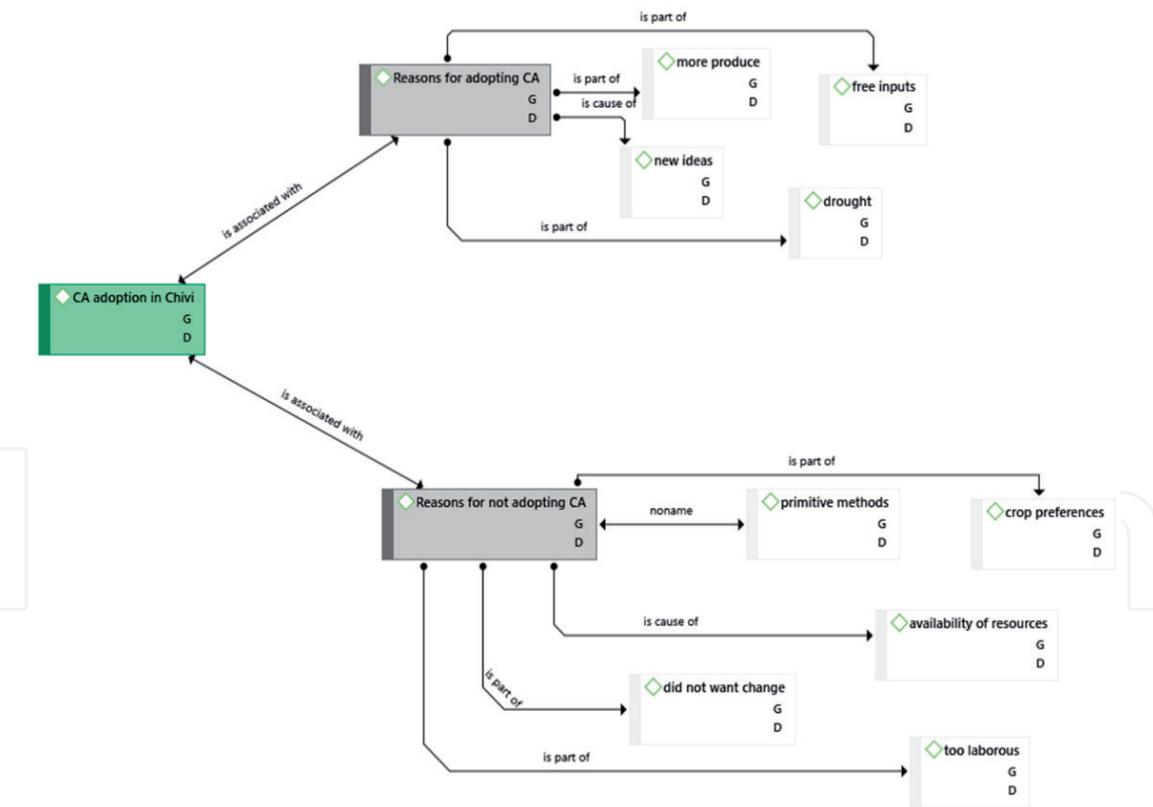 is part of
Reasons for adopting CA
G
D
is part of
more produce
G
D
free inputs
G
D
is cause of
new ideas
G
D
drought
G
D
is part of
is associated with
CA adoption in Chivi
G
D
is associated with
is part of
Reasons for not adopting CA
G
D
noname
primitive methods
G
D
crop preferences
G
D
is cause of
availability of resources
G
D
is part of
did not want change
G
D
is part of
too laborous
G
D